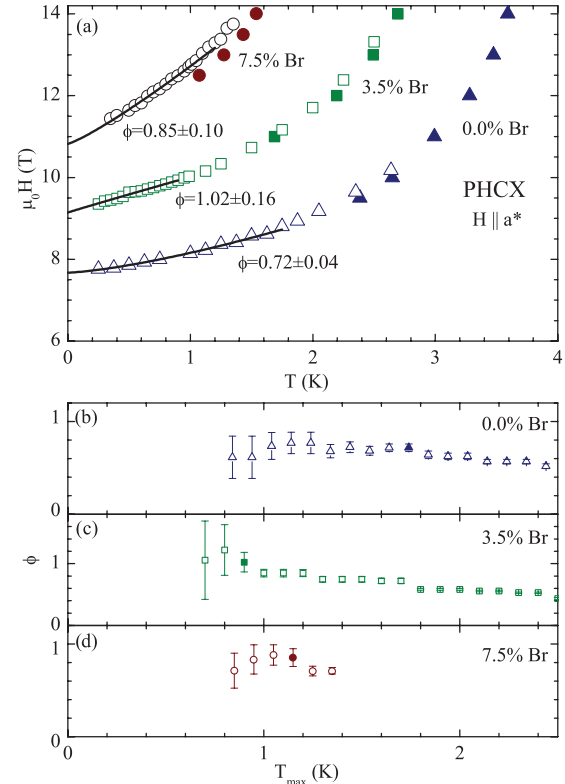 (a)
14
12
10
8
6
μ₀H (T)
7.5% Br
3.5% Br
0.0% Br
ϕ=0.85±0.10
ϕ=1.02±0.16
ϕ=0.72±0.04
PHCX
H || a*
0 1 2 3 4
T (K)
(b) 0.0% Br
1
0
(c) 3.5% Br
1
0
ϕ
(d) 7.5% Br
1
0
0 1 2
T_max (K)